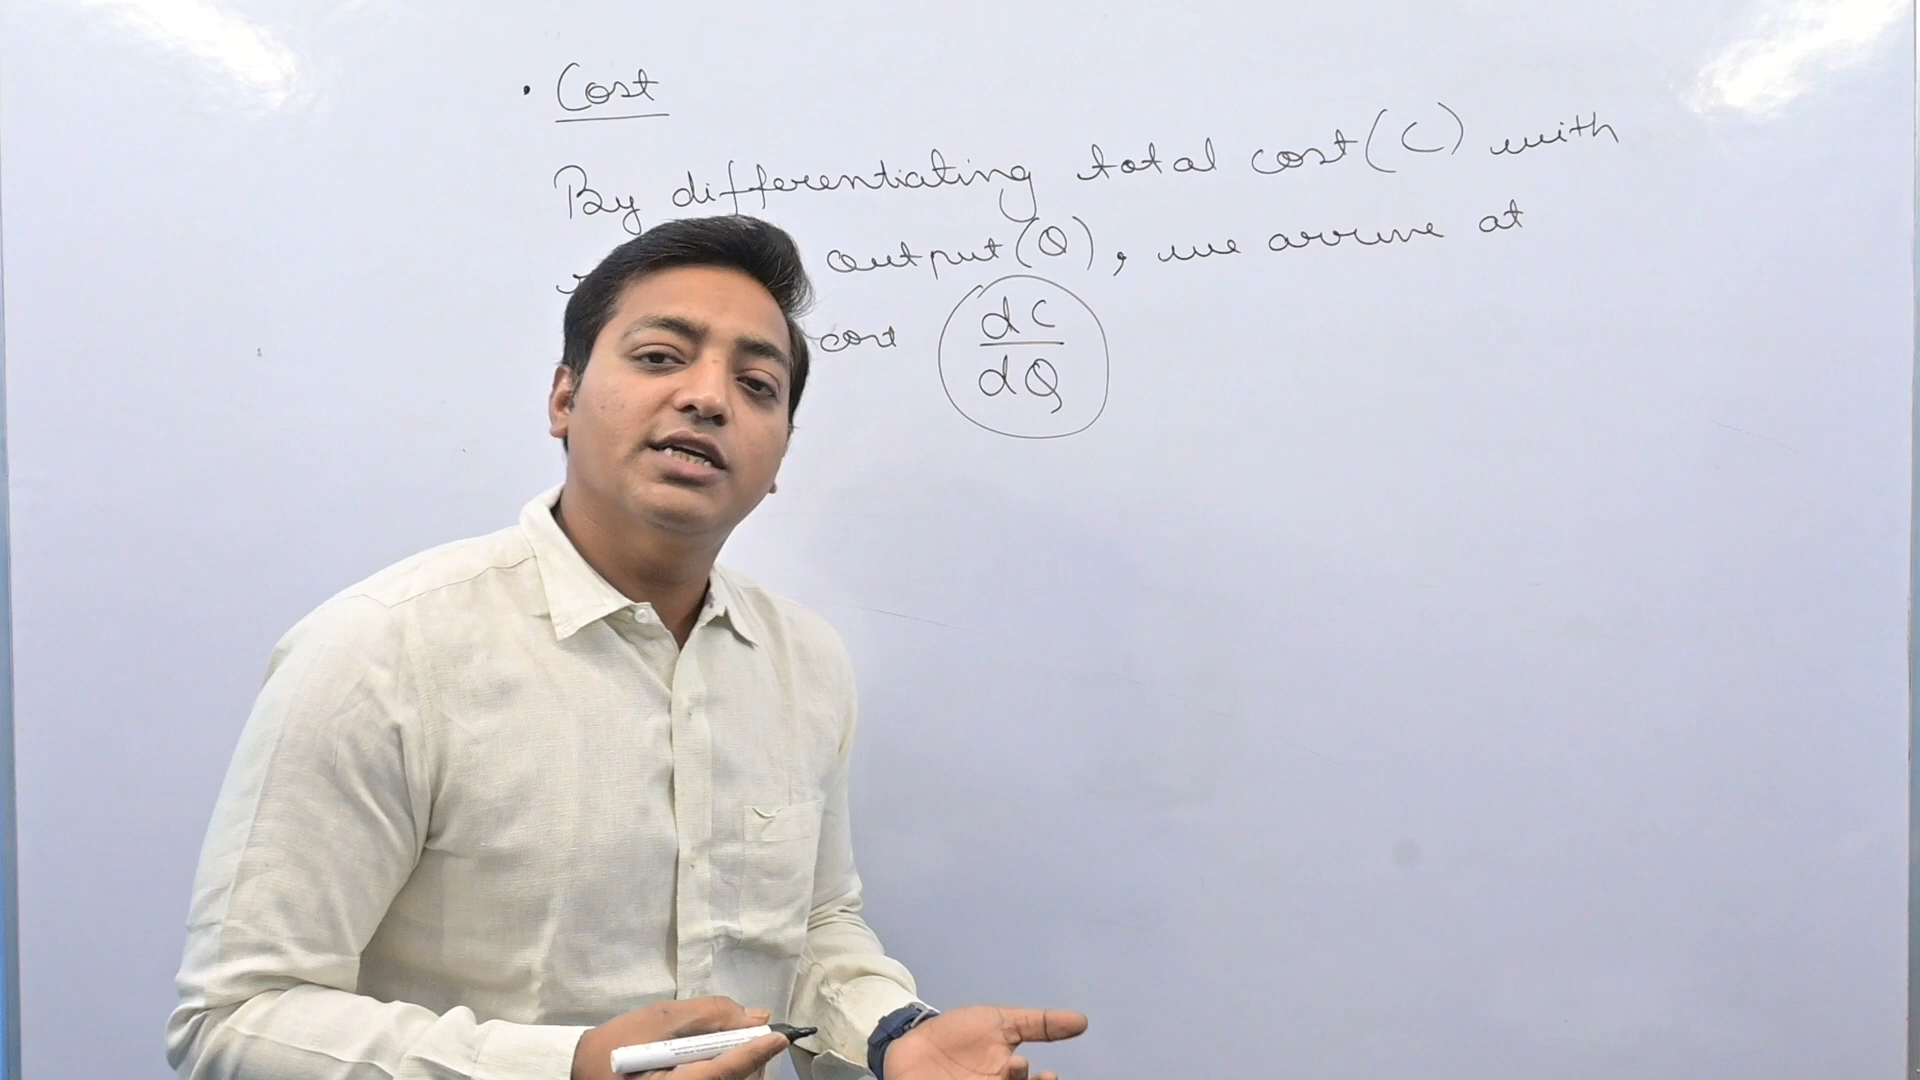 • Cost
By differentiating total cost (C) with
output (Q), we arrive at
cost dC
dQ